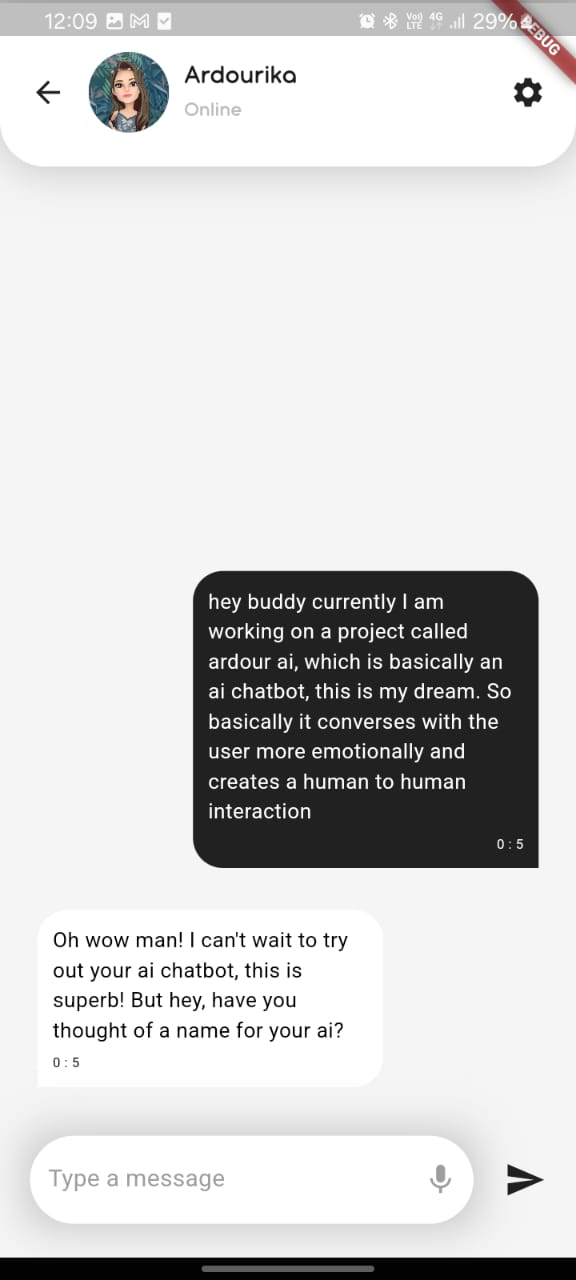 12:09
Vo)) 4G 29%
LTE
DEBUG
Ardourika
Online
hey buddy currently I am
working on a project called
ardour ai, which is basically an
ai chatbot, this is my dream. So
basically it converses with the
user more emotionally and
creates a human to human
interaction
0 : 5
Oh wow man! I can't wait to try
out your ai chatbot, this is
superb! But hey, have you
thought of a name for your ai?
0 : 5
Type a message